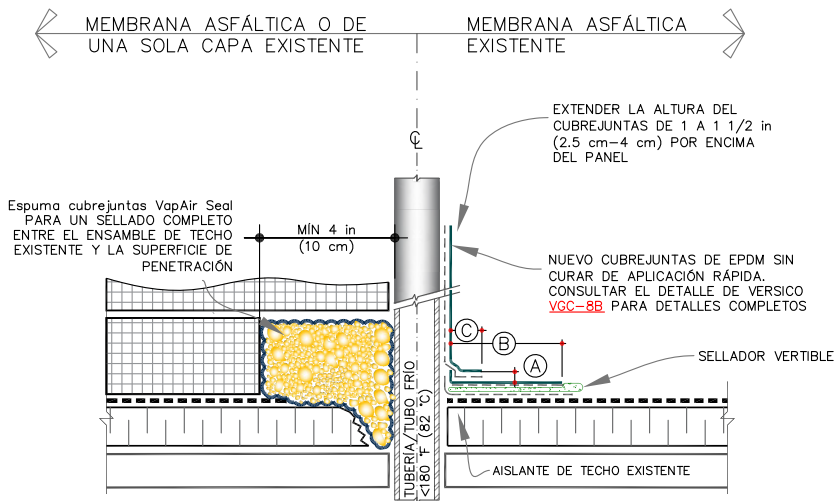 MEMBRANA ASFÁLTICA O DE
UNA SOLA CAPA EXISTENTE
MEMBRANA ASFÁLTICA
EXISTENTE
EXTENDER LA ALTURA DEL
CUBREJUNTAS DE 1 A 1 1/2 in
(2.5 cm-4 cm) POR ENCIMA
DEL PANEL
CL
Espuma cubrejuntas VapAir Seal
PARA UN SELLADO COMPLETO
ENTRE EL ENSAMBLE DE TECHO
EXISTENTE Y LA SUPERFICIE DE
PENETRACIÓN
MÍN 4 in
(10 cm)
NUEVO CUBREJUNTAS DE EPDM SIN
CURAR DE APLICACIÓN RÁPIDA.
CONSULTAR EL DETALLE DE VERSICO
VGC-8B PARA DETALLES COMPLETOS
C
B
A
SELLADOR VERTIBLE
TUBERÍA/TUBO FRÍO
<180 °F (82 °C)
AISLANTE DE TECHO EXISTENTE